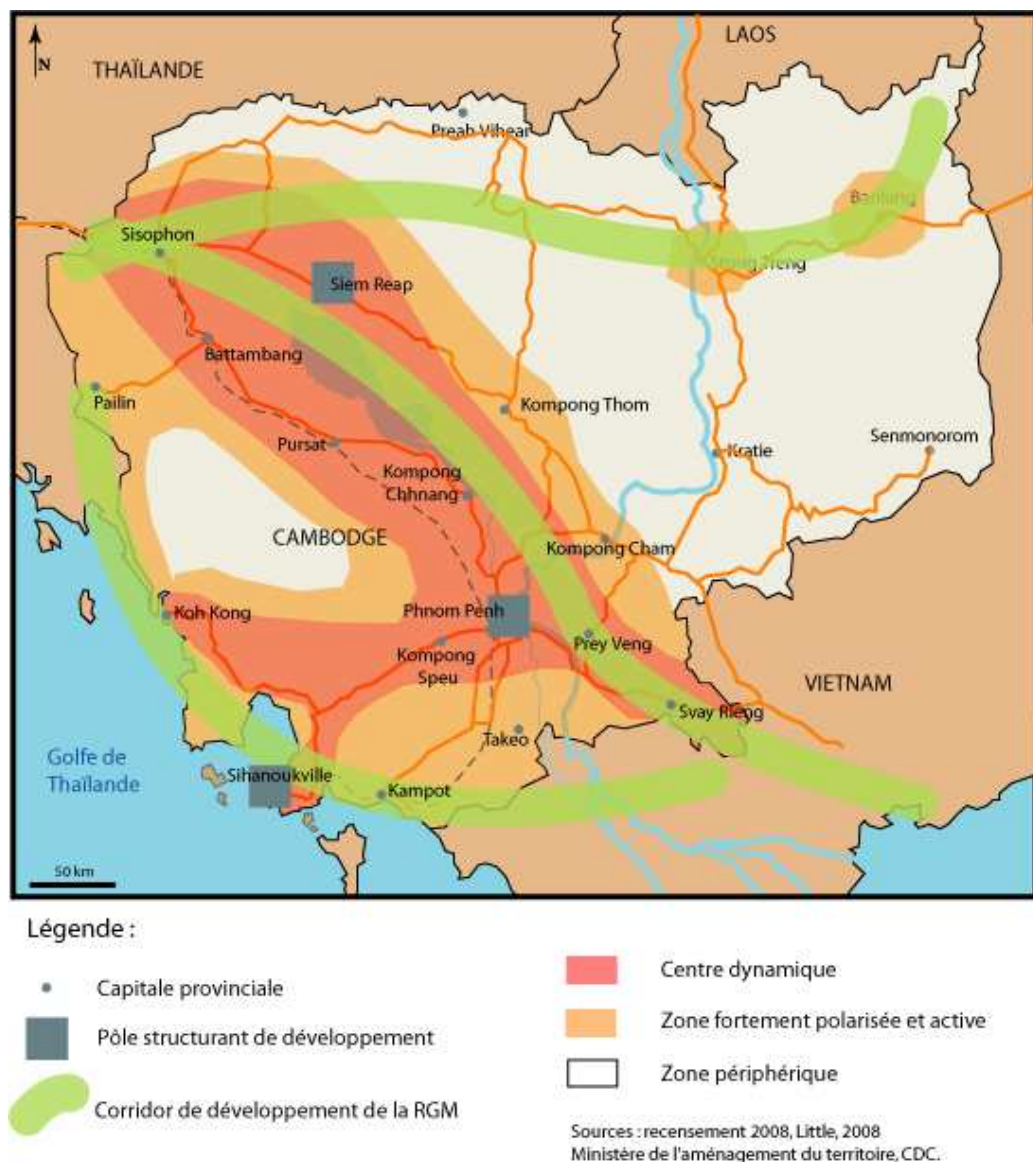 LAOS
THAÏLANDE
N
Preah Vihear
Banlung
Sisophon
Stung Treng
Siem Reap
Battambang
Pailin
Kompong Thom
Pursat
Kratie
Senmonorom
Kompong
Chhnang
CAMBODGE
Kompong Cham
Koh Kong
Phnom Penh
Prey Veng
Kompong
Speu
VIETNAM
Svay Rieng
Takeo
Golfe de
Thaïlande
Sihanoukville
Kampot
50 km
Légende :
Capitale provinciale
Pôle structurant de développement
Corridor de développement de la RGM
Centre dynamique
Zone fortement polarisée et active
Zone périphérique
Sources : recensement 2008, Little, 2008
Ministère de l'aménagement du territoire, CDC.